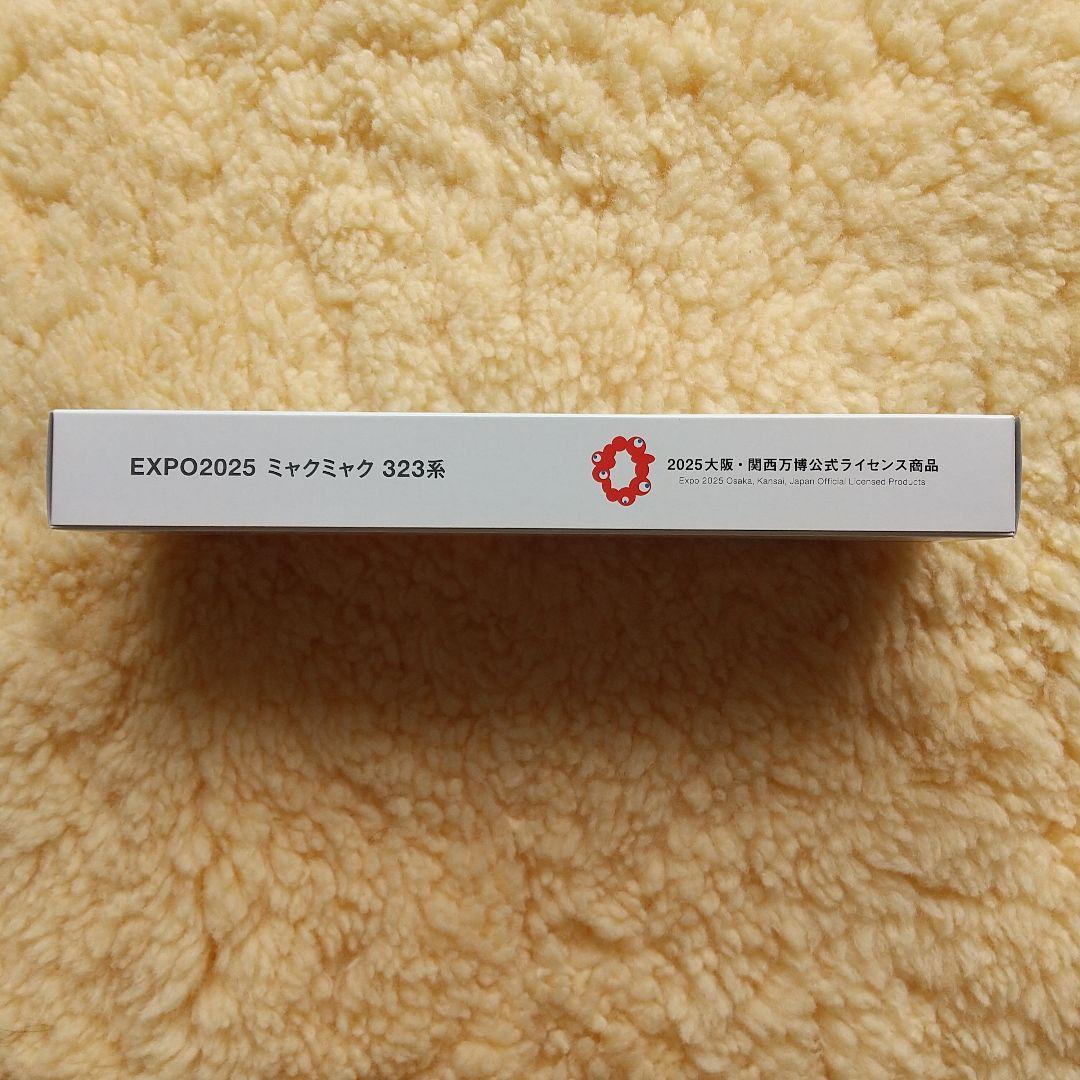 EXPO2025 ミャクミャク 323系
2025大阪・関西万博公式ライセンス商品
Expo 2025 Osaka, Kansai, Japan Official Licensed Products